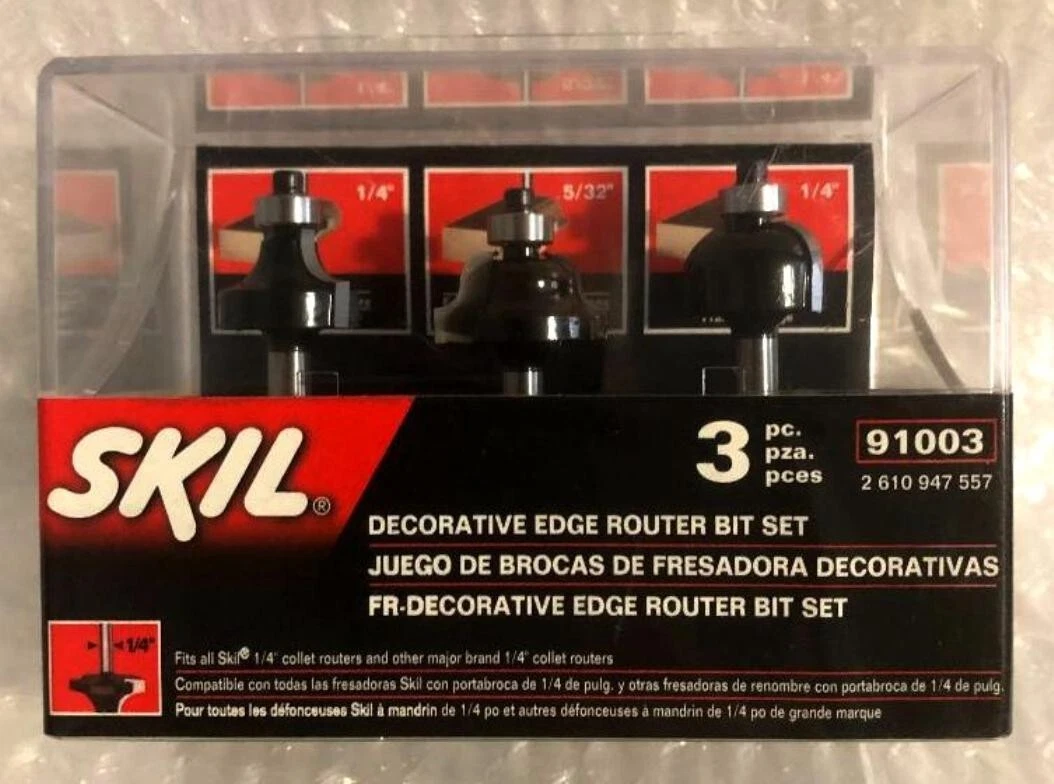 1/4"
5/32"
1/4"
SKIL®
3 pc.
pza.
pces
91003
2 610 947 557
DECORATIVE EDGE ROUTER BIT SET
JUEGO DE BROCAS DE FRESADORA DECORATIVAS
FR-DECORATIVE EDGE ROUTER BIT SET
1/4"
Fits all Skil® 1/4" collet routers and other major brand 1/4" collet routers
Compatible con todas las fresadoras Skil con portabroca de 1/4 de pulg. y otras fresadoras de renombre con portabroca de 1/4 de pulg.
Pour toutes les défonceuses Skil à mandrin de 1/4 po et autres défonceuses à mandrin de 1/4 po de grande marque